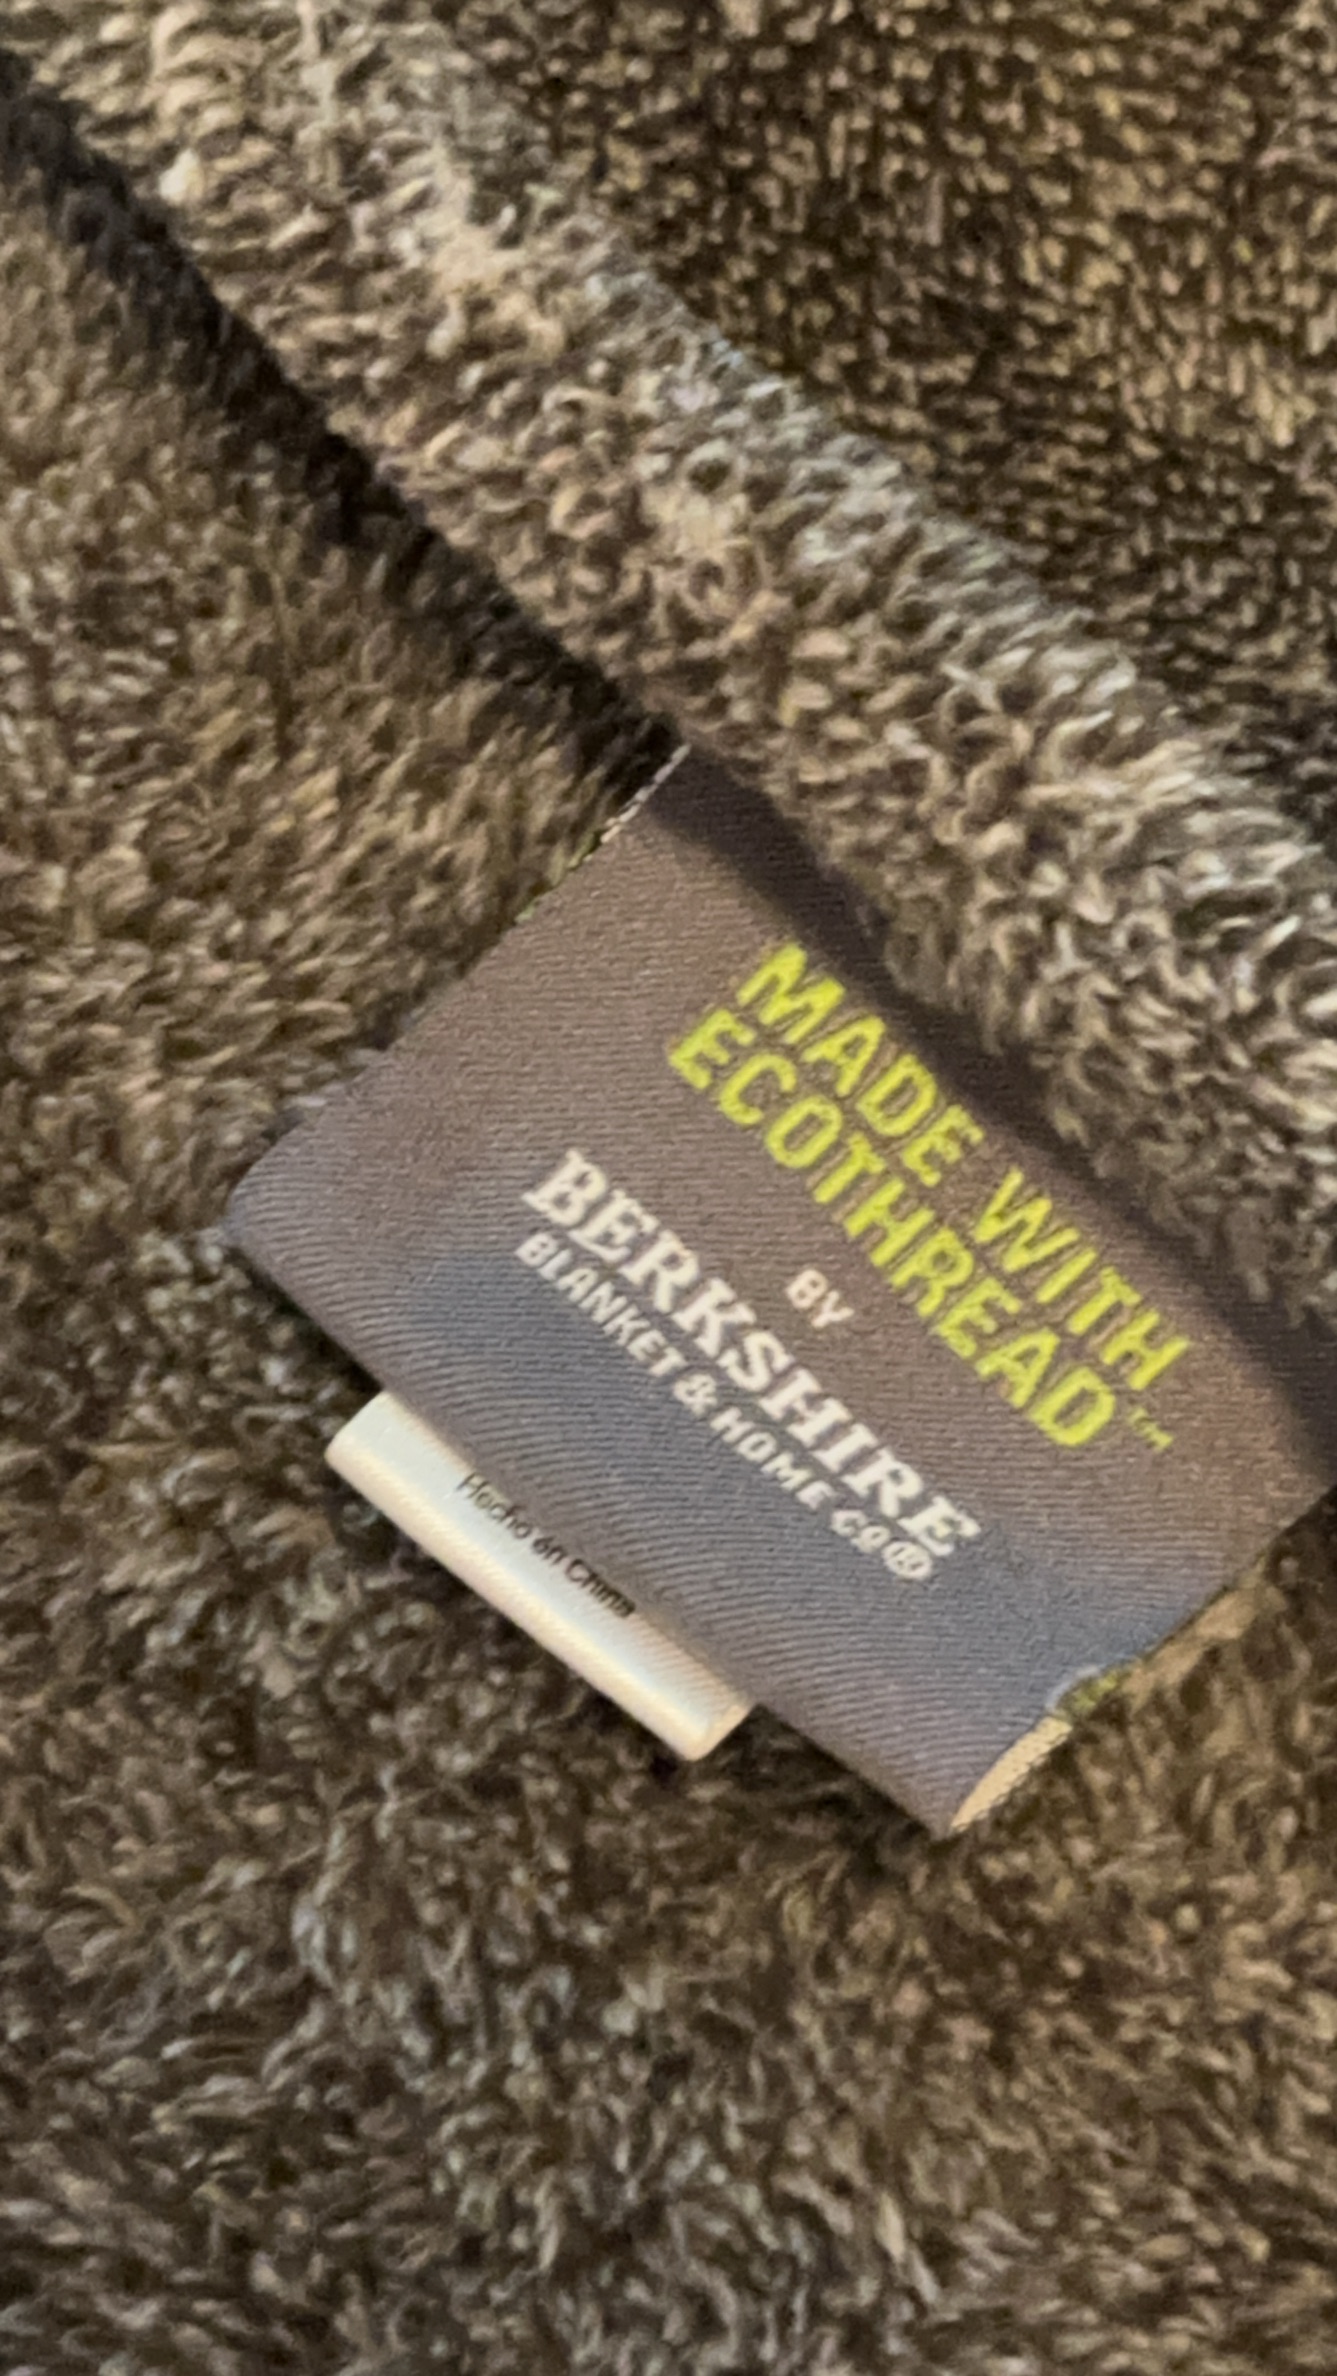 MADE WITH
ECOTHREAD™
BY
BERKSHIRE
BLANKET & HOME CO®
Hecho en China